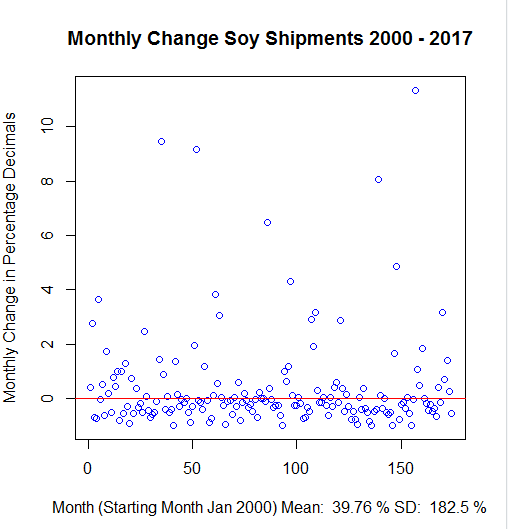 Monthly Change Soy Shipments 2000 - 2017
Monthly Change in Percentage Decimals
10
8
6
4
2
0
0 50 100 150
Month (Starting Month Jan 2000) Mean: 39.76 % SD: 182.5 %